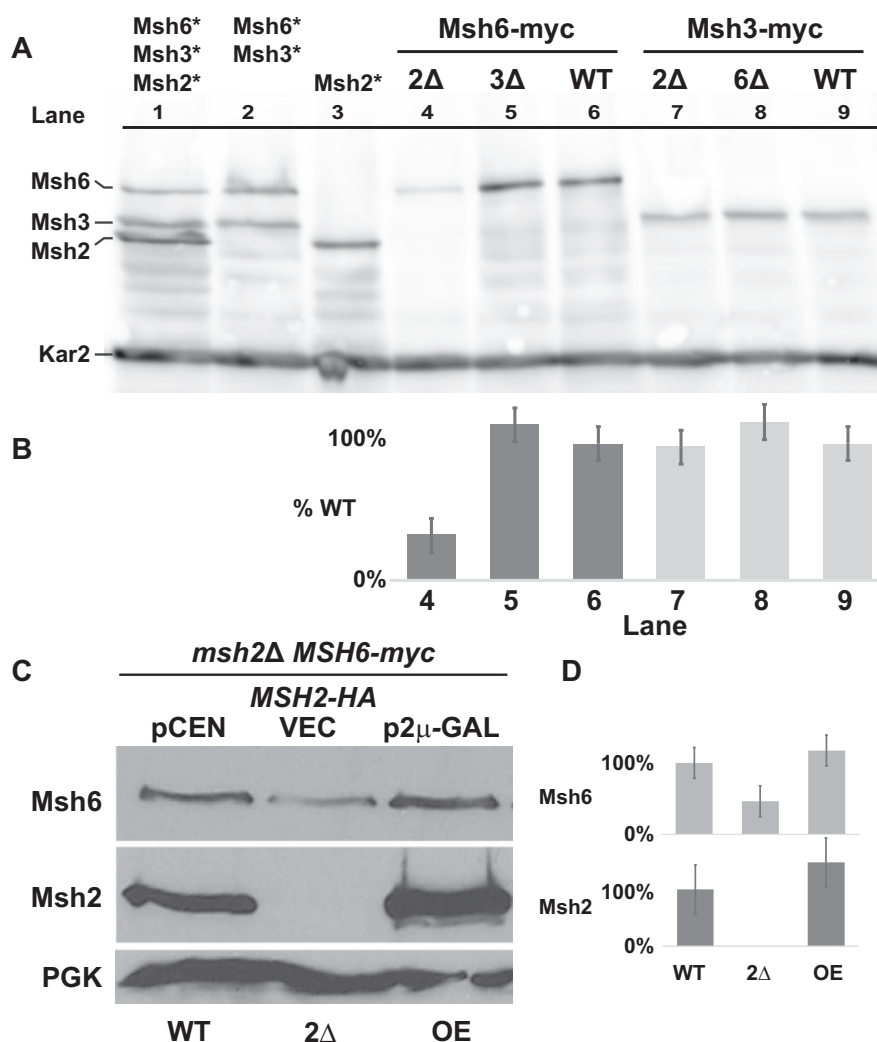 A
Msh6* Msh6* Msh6-myc Msh3-myc
Msh3* Msh3*
Msh2* Msh2* 2Δ 3Δ WT 2Δ 6Δ WT
Lane 1 2 3 4 5 6 7 8 9
Msh6
Msh3
Msh2
Kar2
B
100%
% WT
0%
4 5 6 7 8 9
Lane
C
msh2Δ MSH6-myc
MSH2-HA
pCEN VEC p2μ-GAL
Msh6
Msh2
PGK
WT 2Δ OE
D
100%
Msh6
0%
100%
Msh2
0%
WT 2Δ OE